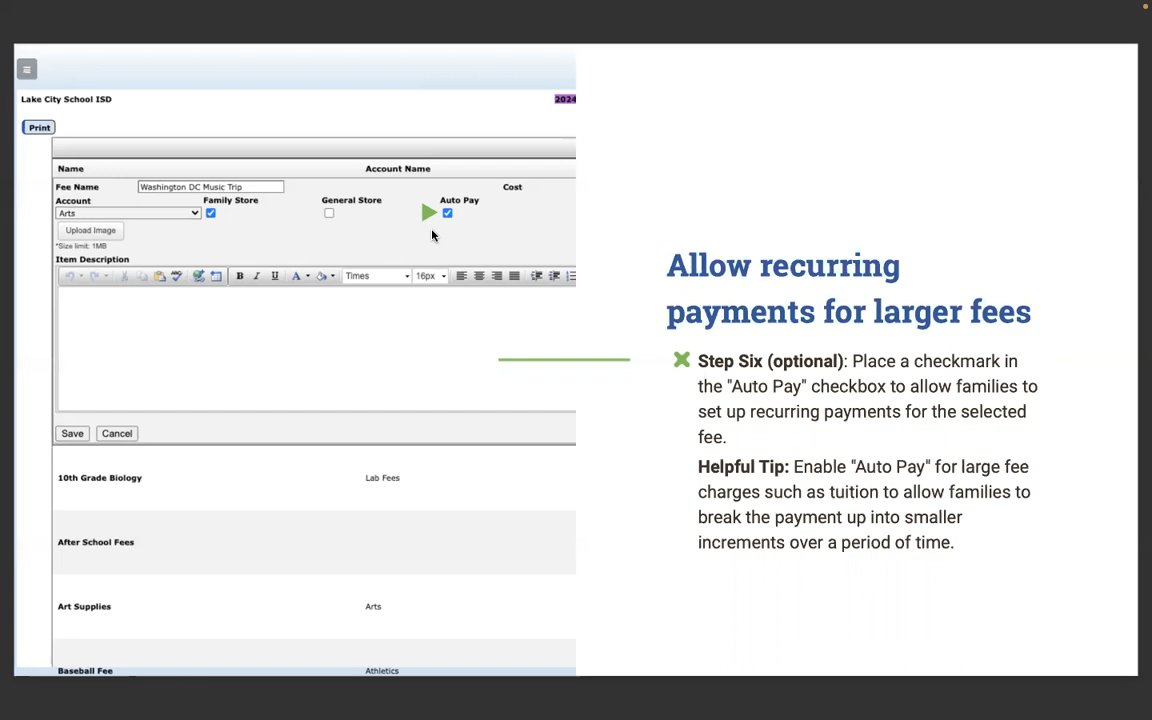 Lake City School ISD
2024
Print
Name Account Name
Fee Name Washington DC Music Trip Cost
Account Family Store General Store Auto Pay
Arts
Upload Image
*Size limit: 1MB
Item Description
B I U A Times 16px
Save Cancel
10th Grade Biology Lab Fees
After School Fees
Art Supplies Arts
Baseball Fee Athletics
Allow recurring
payments for larger fees
Step Six (optional): Place a checkmark in
the "Auto Pay" checkbox to allow families to
set up recurring payments for the selected
fee.
Helpful Tip: Enable "Auto Pay" for large fee
charges such as tuition to allow families to
break the payment up into smaller
increments over a period of time.